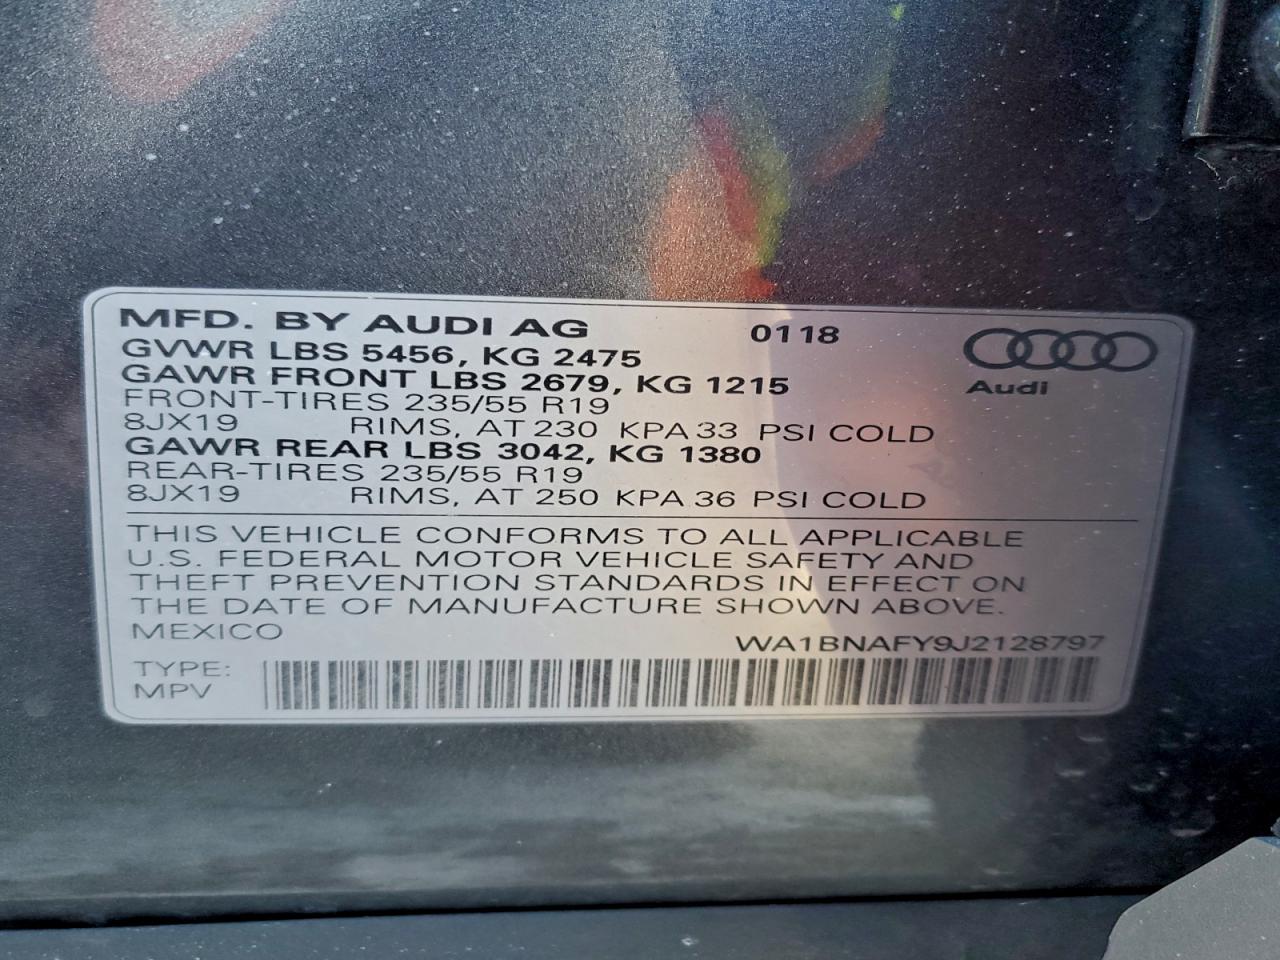 MFD. BY AUDI AG 0118
GVWR LBS 5456, KG 2475
GAWR FRONT LBS 2679, KG 1215
Audi
FRONT-TIRES 235/55 R19
8JX19 RIMS, AT 230 KPA 33 PSI COLD
GAWR REAR LBS 3042, KG 1380
REAR-TIRES 235/55 R19
8JX19 RIMS, AT 250 KPA 36 PSI COLD
THIS VEHICLE CONFORMS TO ALL APPLICABLE
U.S. FEDERAL MOTOR VEHICLE SAFETY AND
THEFT PREVENTION STANDARDS IN EFFECT ON
THE DATE OF MANUFACTURE SHOWN ABOVE.
MEXICO WA1BNAFY9J2128797
TYPE:
MPV